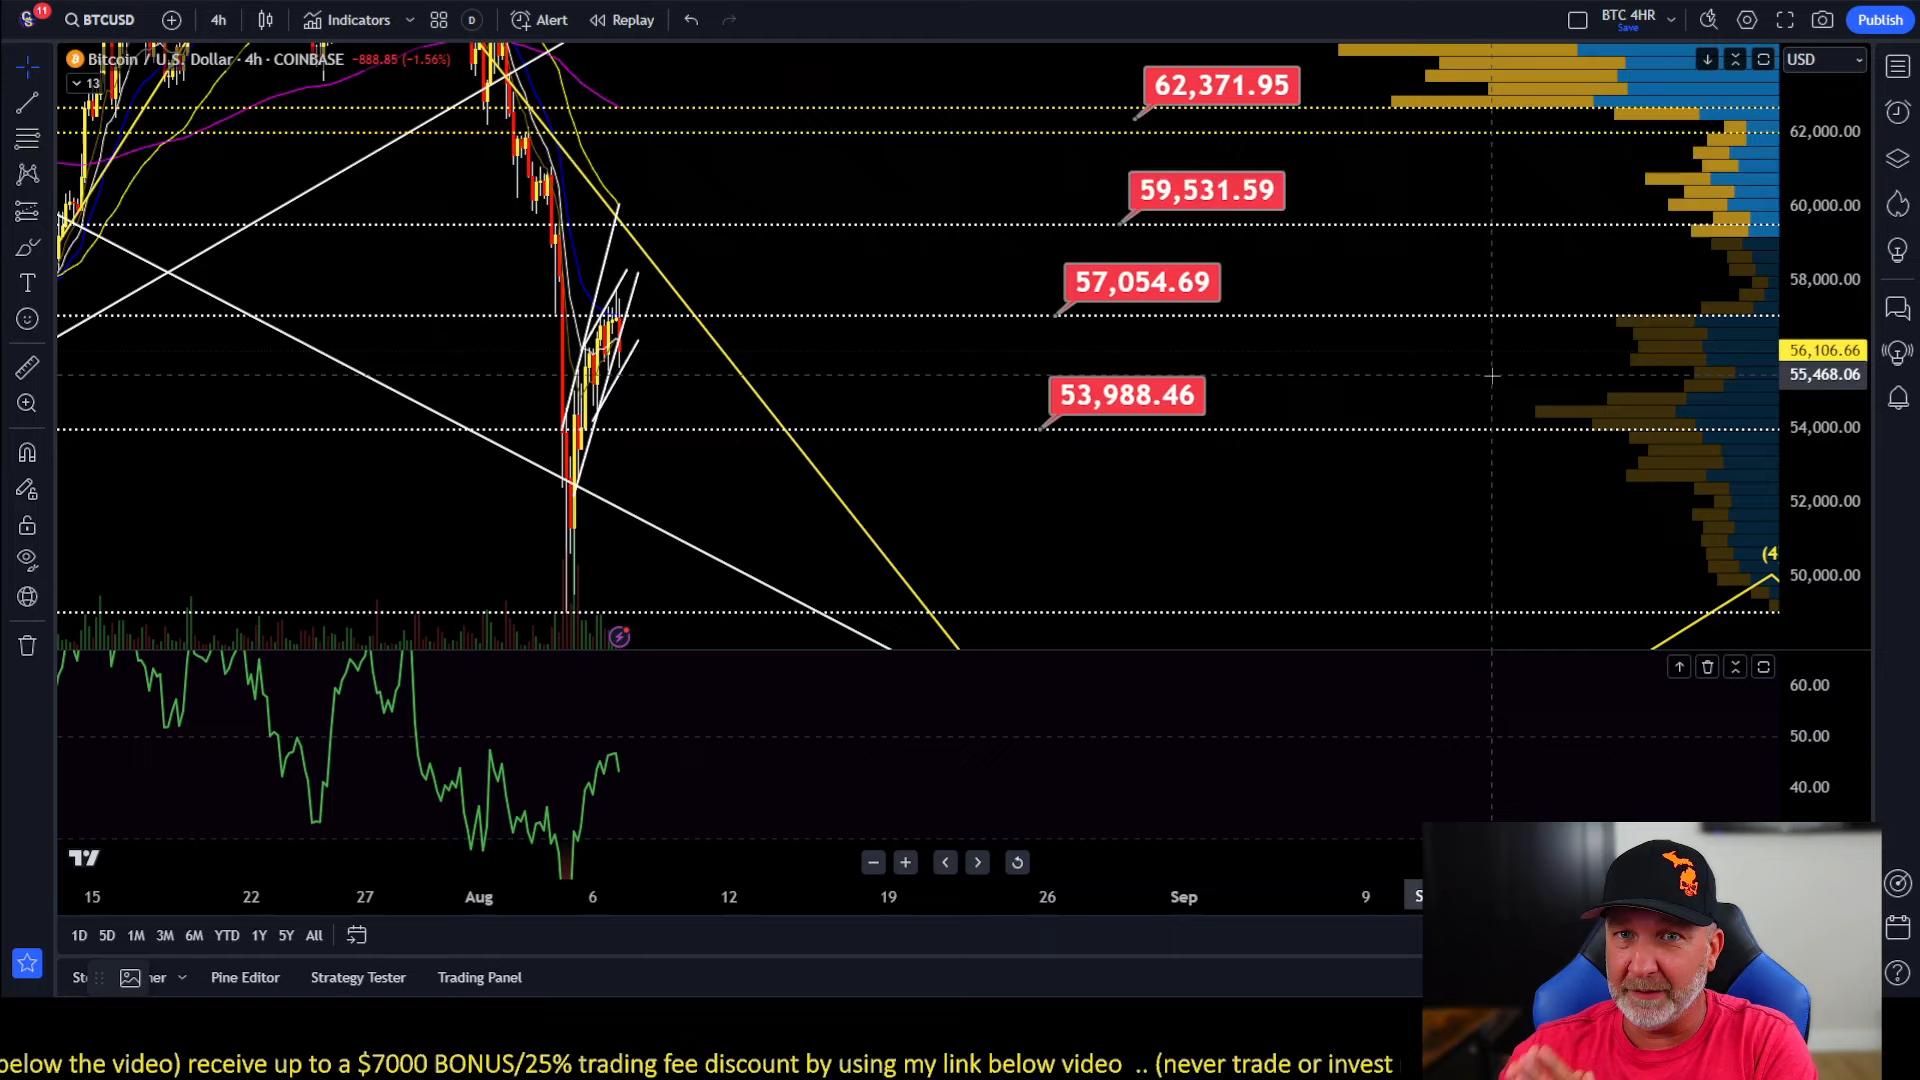 11
BTCUSD
4h
Indicators
D
Alert
Replay
BTC 4HR
Save
Publish
Bitcoin / U.S. Dollar · 4h · COINBASE −888.85 (−1.56%)
13
USD
62,371.95
62,000.00
59,531.59
60,000.00
57,054.69
58,000.00
56,106.66
55,468.06
53,988.46
54,000.00
52,000.00
(4
50,000.00
60.00
50.00
40.00
15 22 27 Aug 6 12 19 26 Sep 9 S
1D 5D 1M 3M 6M YTD 1Y 5Y All
St ner Pine Editor Strategy Tester Trading Panel
below the video) receive up to a $7000 BONUS/25% trading fee discount by using my link below video .. (never trade or invest